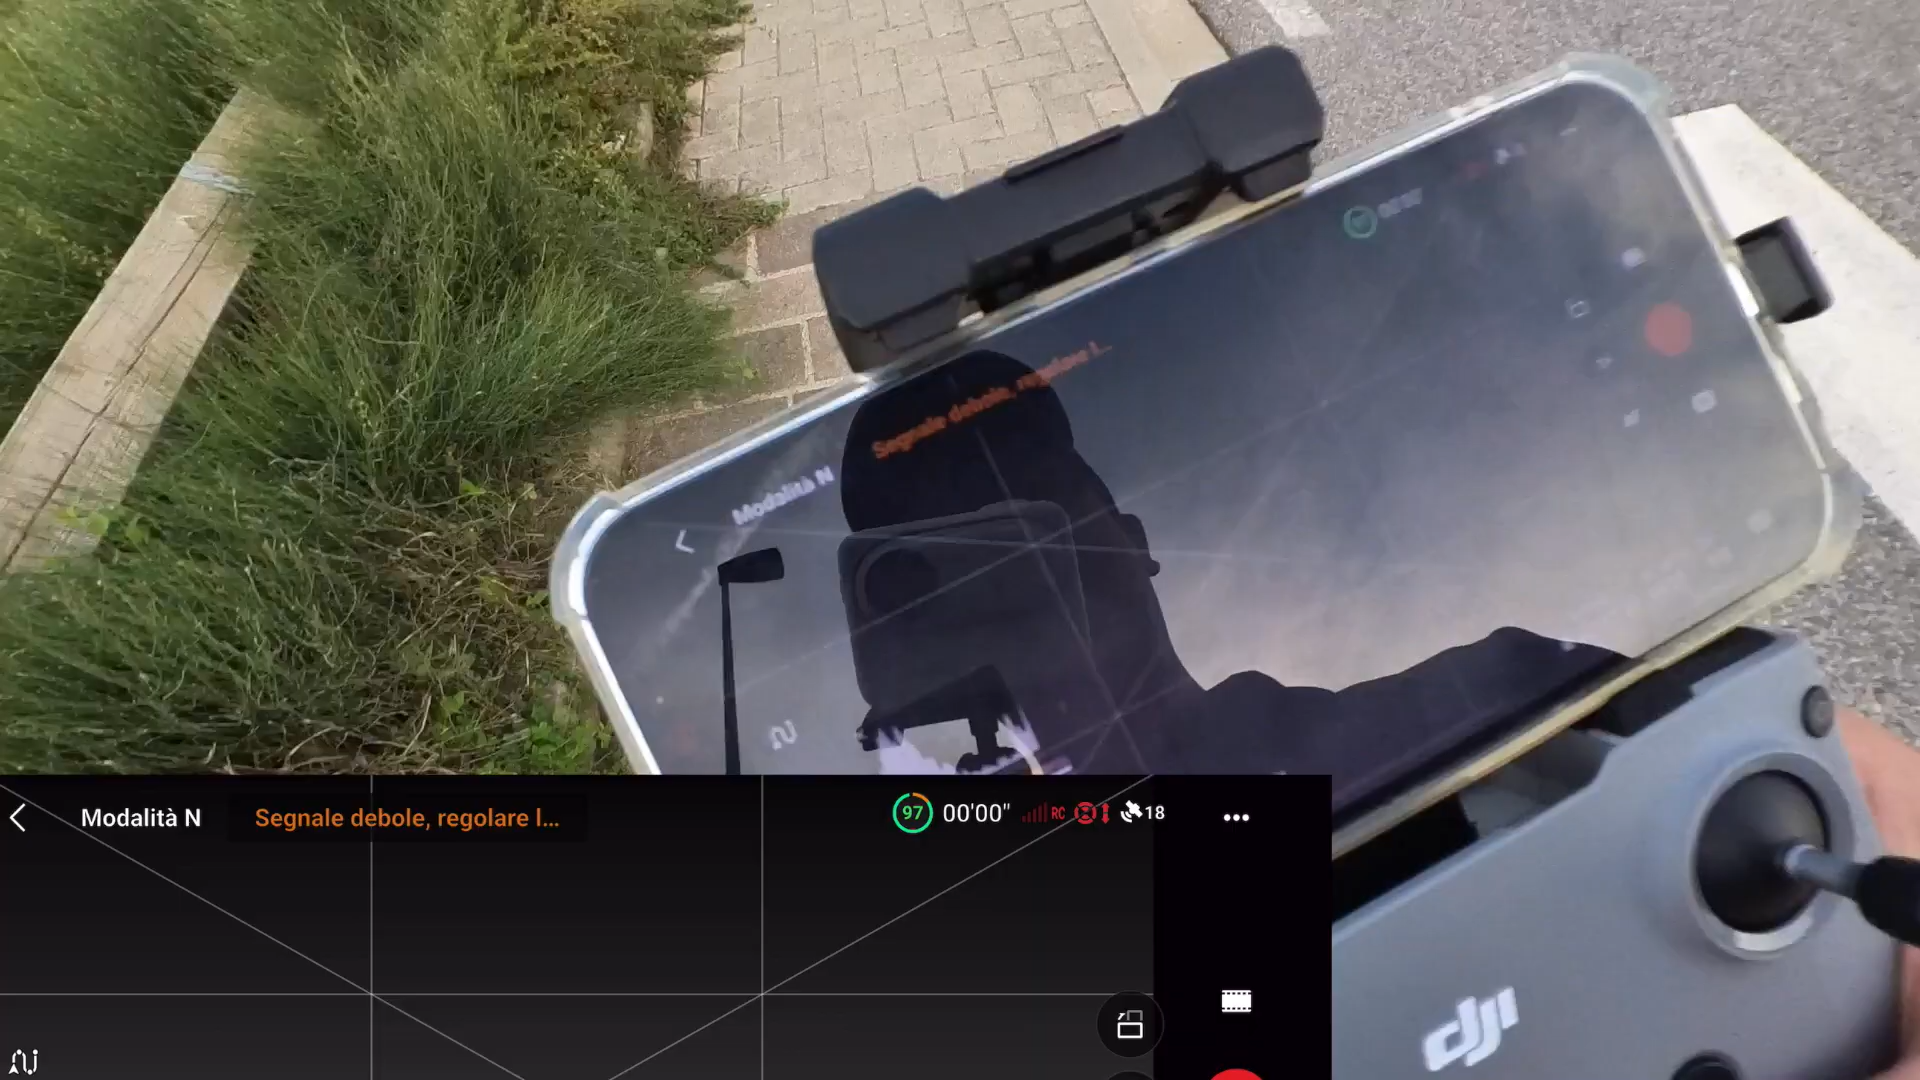 Segnale debole, regolare l...
Modalità N
Modalità N
Segnale debole, regolare l...
97
00'00"
RC
18
dji